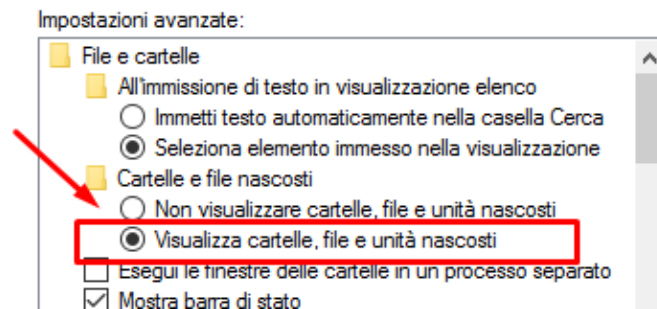 Impostazioni avanzate:
File e cartelle
All'immissione di testo in visualizzazione elenco
Immetti testo automaticamente nella casella Cerca
Seleziona elemento immesso nella visualizzazione
Cartelle e file nascosti
Non visualizzare cartelle, file e unità nascosti
Visualizza cartelle, file e unità nascosti
Esegui le finestre delle cartelle in un processo separato
Mostra barra di stato